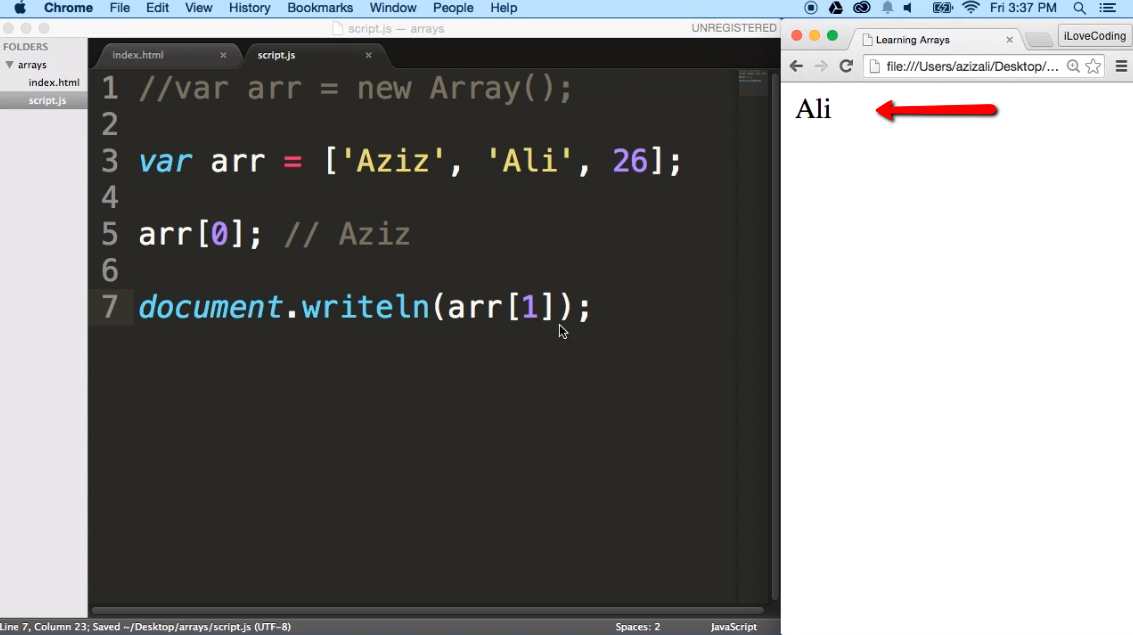 Chrome File Edit View History Bookmarks Window People Help Fri 3:37 PM
script.js — arrays UNREGISTERED
FOLDERS
arrays
index.html
script.js
index.html × script.js ×
1 //var arr = new Array();
2
3 var arr = ['Aziz', 'Ali', 26];
4
5 arr[0]; // Aziz
6
7 document.writeln(arr[1]);
Line 7, Column 23; Saved ~/Desktop/arrays/script.js (UTF-8) Spaces: 2 JavaScript
Learning Arrays × iLoveCoding
file:///Users/azizali/Desktop/...
Ali